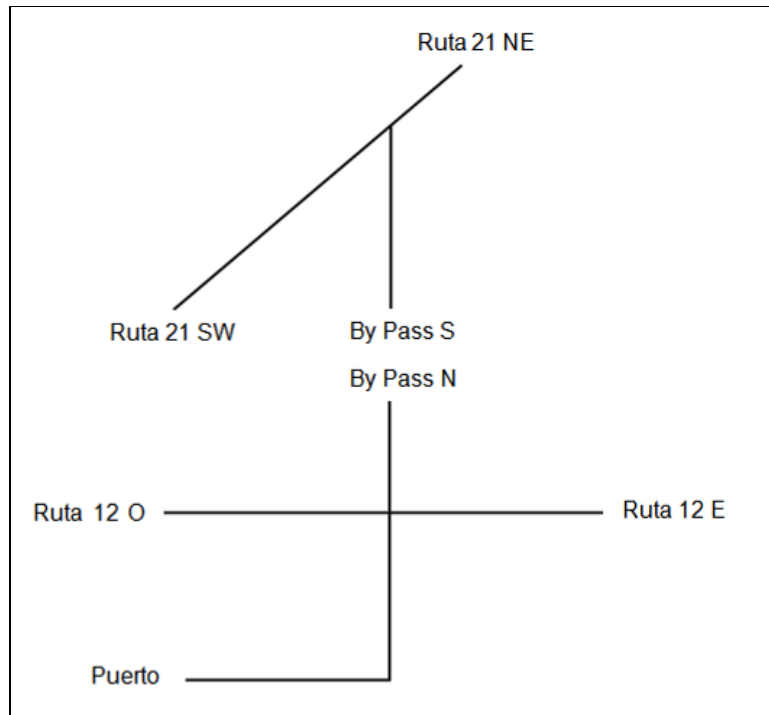 Ruta 21 NE
Ruta 21 SW
By Pass S
By Pass N
Ruta 12 O
Ruta 12 E
Puerto